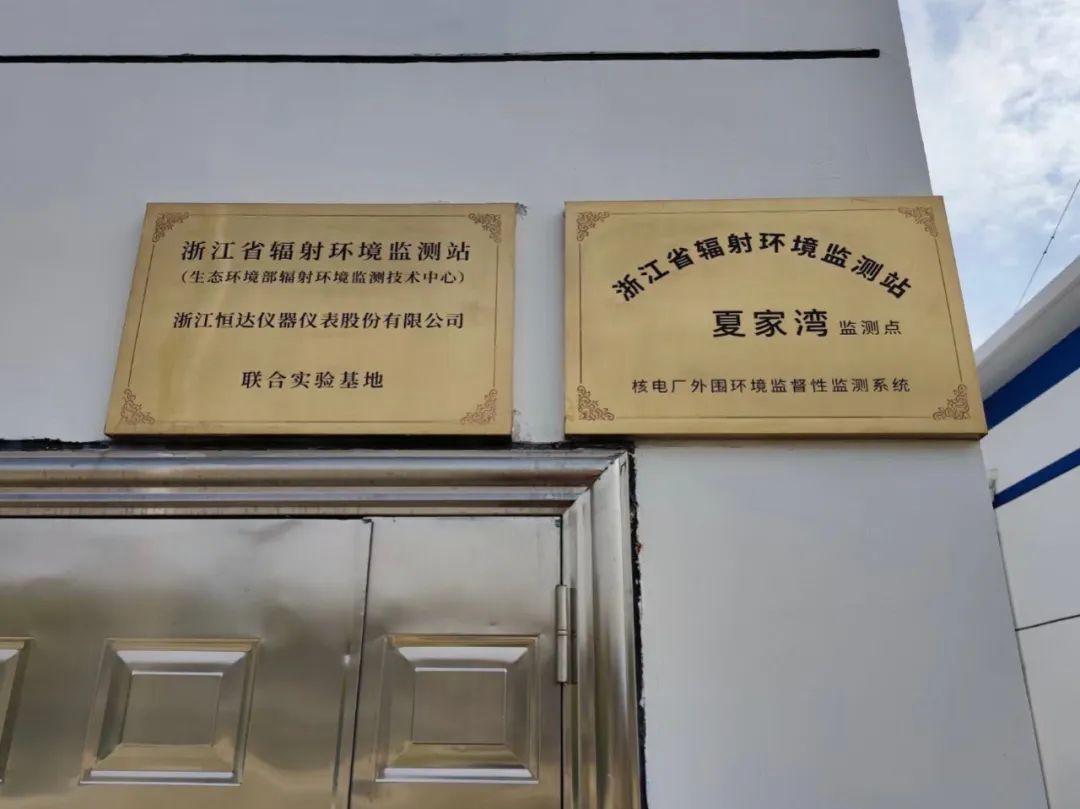 浙江省辐射环境监测站
（生态环境部辐射环境监测技术中心）
浙江恒达仪器仪表股份有限公司
联合实验基地
浙江省辐射环境监测站
夏家湾 监测点
核电厂外围环境监督性监测系统